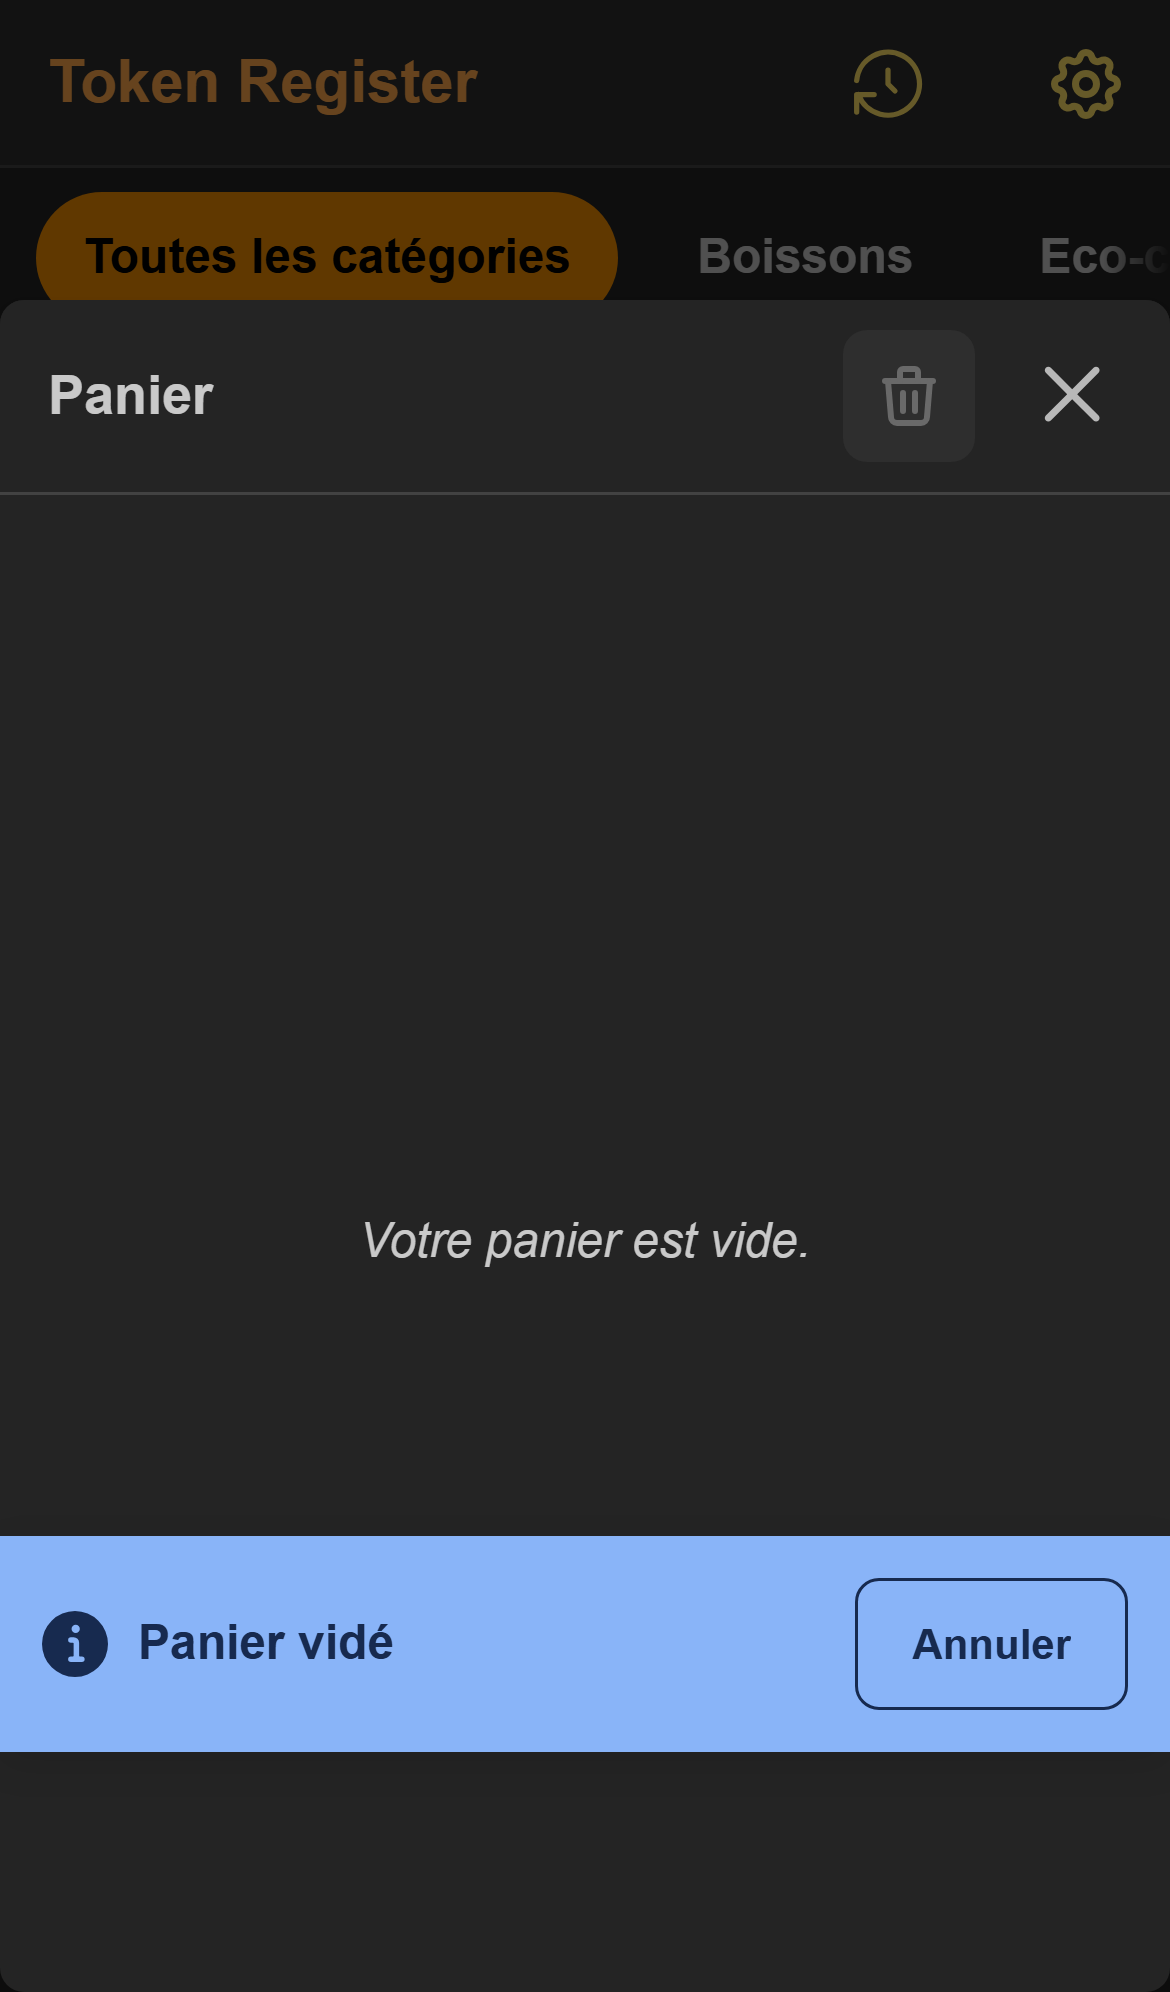 Token Register
Toutes les catégories
Boissons
Panier
Votre panier est vide.
Panier vidé
Annuler